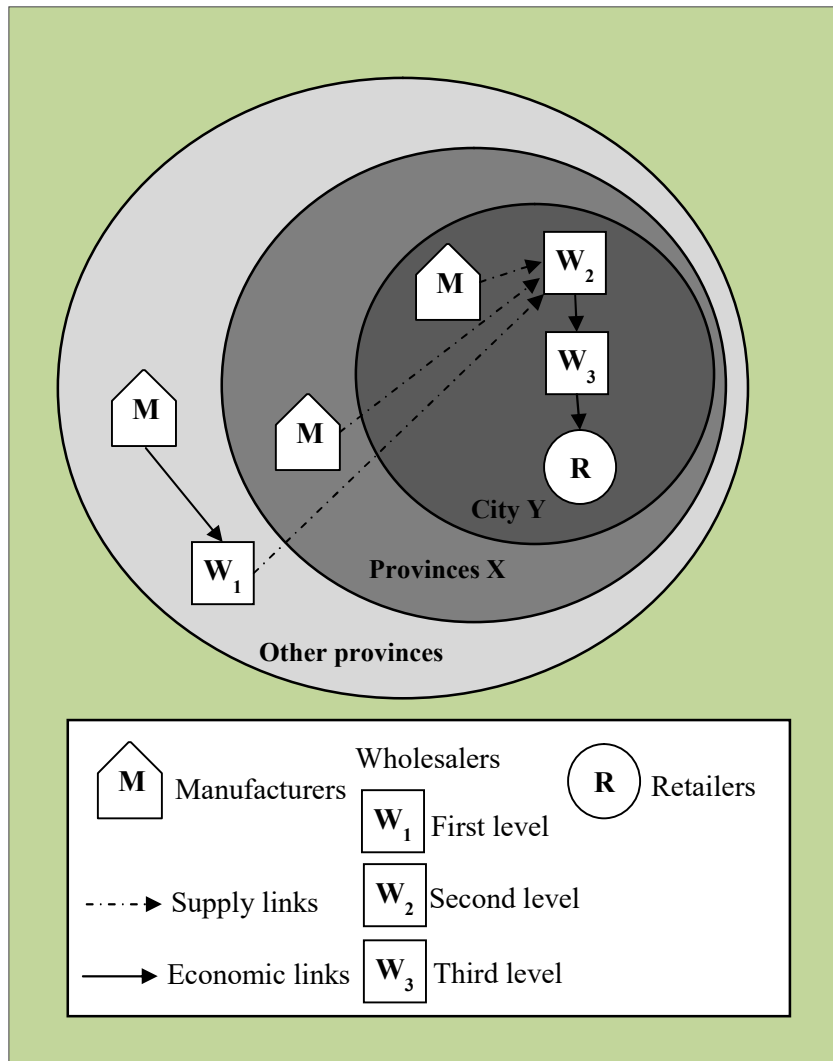 W₂
M
W₃
M
M
R
City Y
W₁
Provinces X
Other provinces
Wholesalers
M Manufacturers
R Retailers
W₁ First level
Supply links
W₂ Second level
Economic links
W₃ Third level